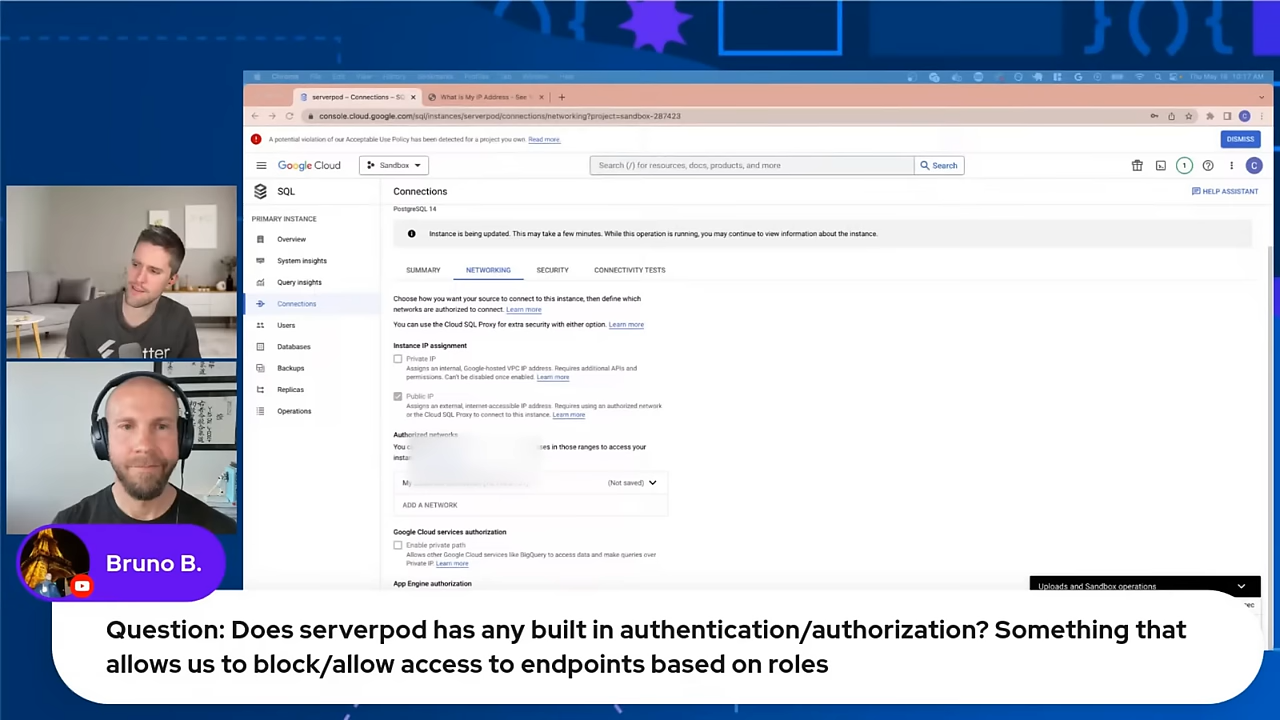 serverpod – Connections – SQ
What Is My IP Address - See
console.cloud.google.com/sql/instances/serverpod/connections/networking?project=sandbox-287423
A potential violation of our Acceptable Use Policy has been detected for a project you own. Read more.
DISMISS
Google Cloud
Sandbox
Search (/) for resources, docs, products, and more
Search
1
C
SQL
Connections
HELP ASSISTANT
PRIMARY INSTANCE
Overview
System insights
Query insights
Connections
Users
Databases
Backups
Replicas
Operations
PostgreSQL 14
Instance is being updated. This may take a few minutes. While this operation is running, you may continue to view information about the instance.
SUMMARY
NETWORKING
SECURITY
CONNECTIVITY TESTS
Choose how you want your source to connect to this instance, then define which
networks are authorized to connect. Learn more
You can use the Cloud SQL Proxy for extra security with either option. Learn more
Instance IP assignment
Private IP
Assigns an internal, Google-hosted VPC IP address. Requires additional APIs and
permissions. Can't be disabled once enabled. Learn more
Public IP
Assigns an external, internet-accessible IP address. Requires using an authorized network
or the Cloud SQL Proxy to connect to this instance. Learn more
Authorized networks
in those ranges to access your
My
(Not saved)
ADD A NETWORK
Google Cloud services authorization
Enable private path
Allows other Google Cloud services like BigQuery to access data and make queries over
Private IP. Learn more
App Engine authorization
Uploads and Sandbox operations
Bruno B.
Question: Does serverpod has any built in authentication/authorization? Something that
allows us to block/allow access to endpoints based on roles